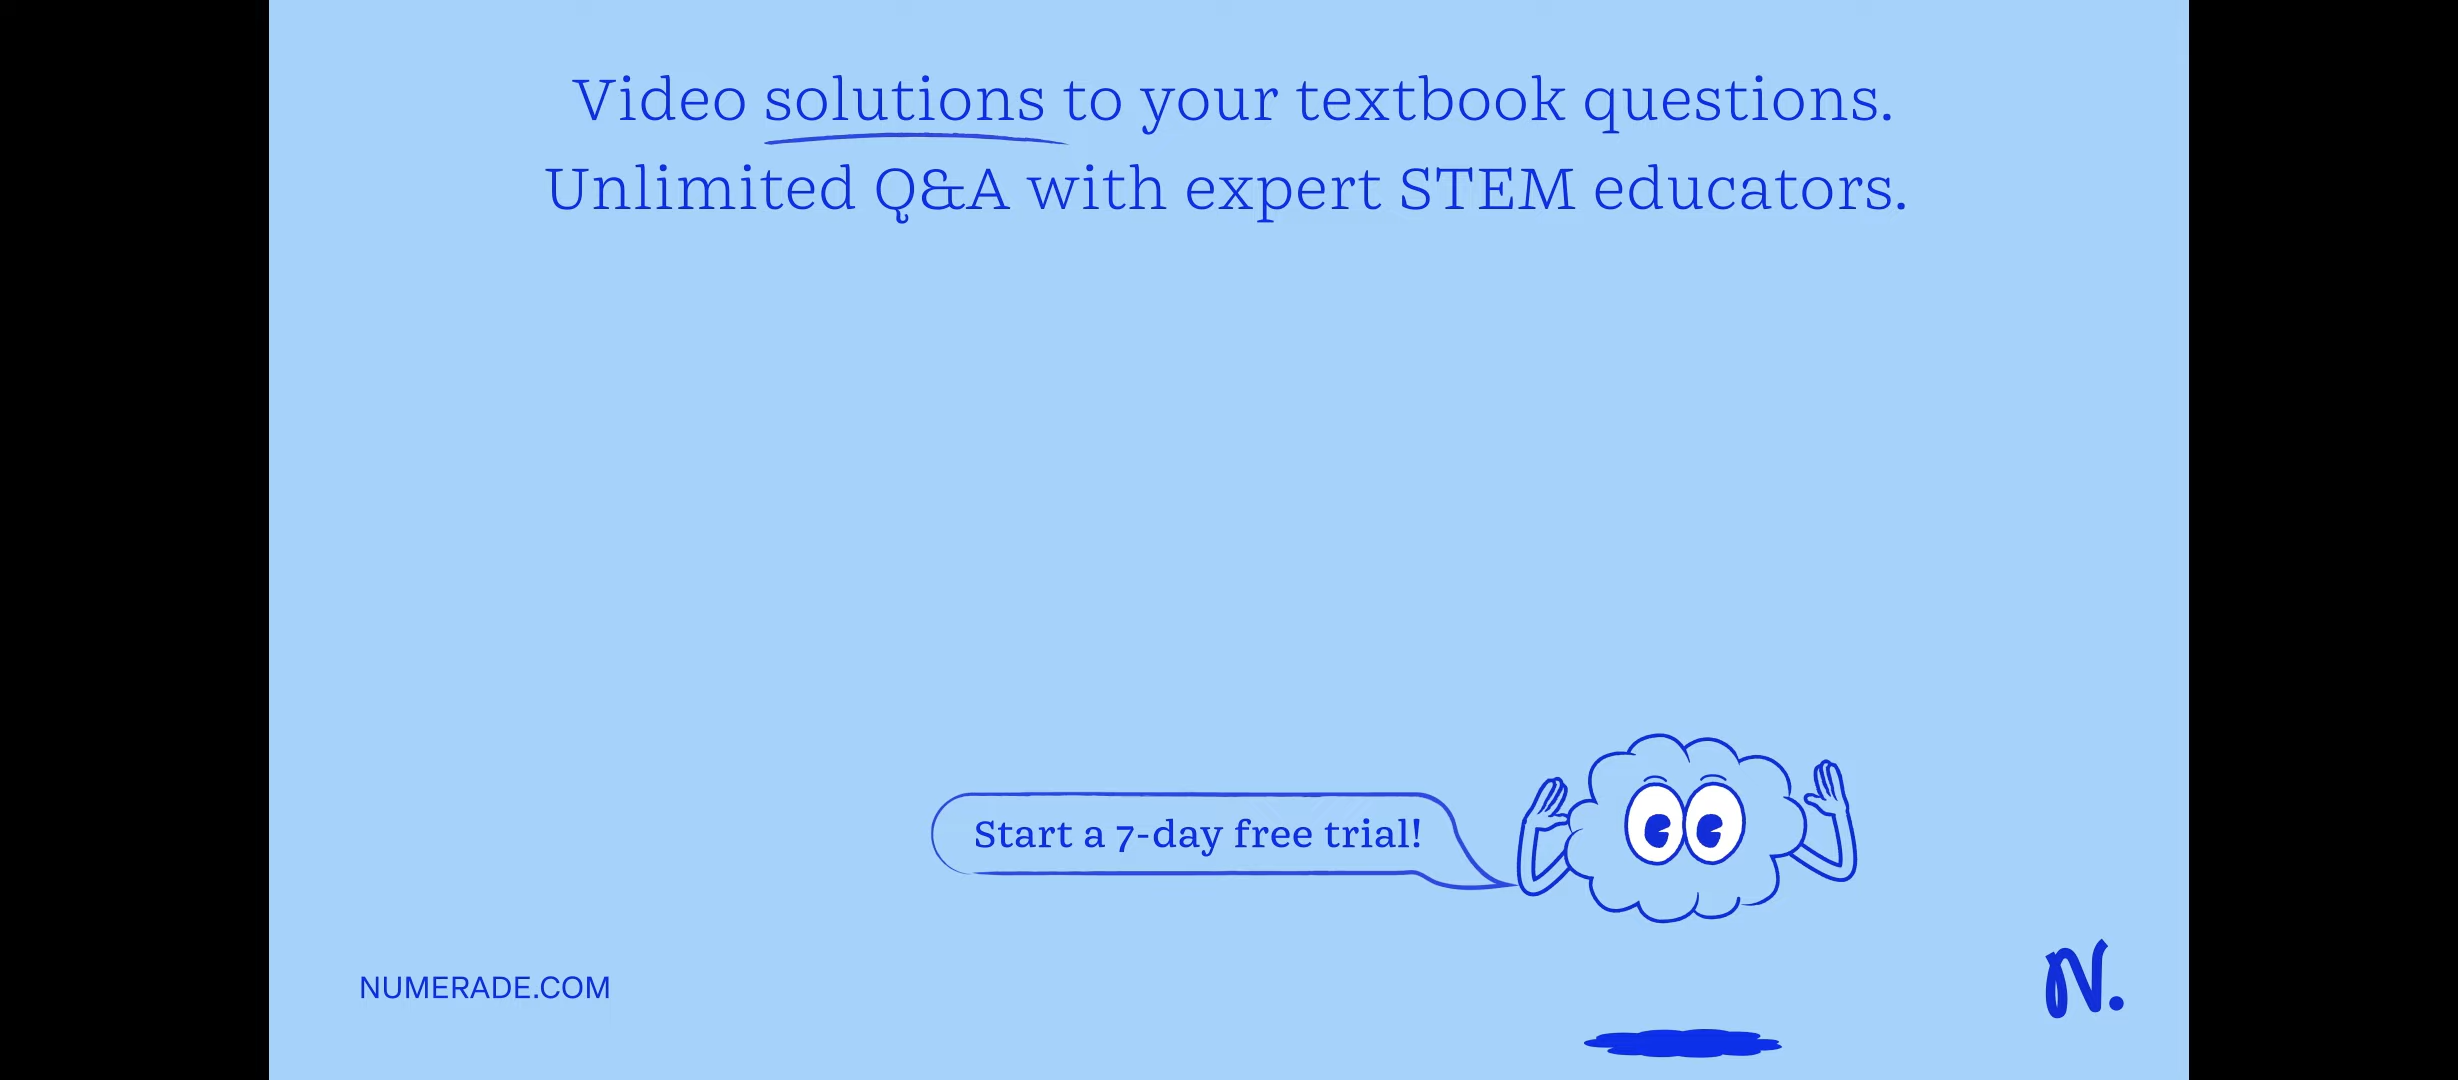 Video solutions to your textbook questions.
Unlimited Q&A with expert STEM educators.
Start a 7-day free trial!
NUMERADE.COM
N.